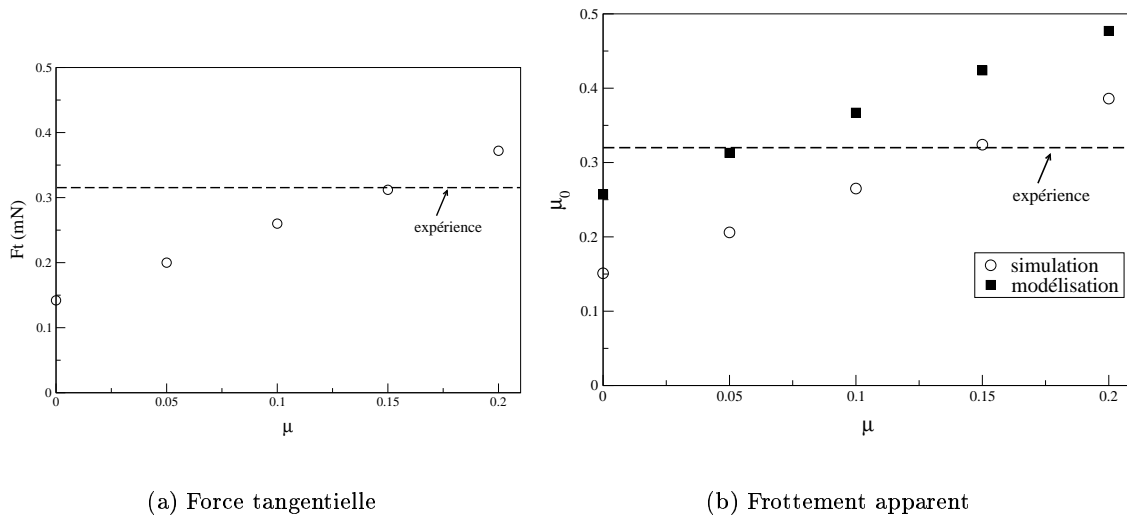 0.5
0.4
0.3
0.2
0.1
0
Ft (mN)
expérience
0 0.05 0.1 0.15 0.2
μ
(a) Force tangentielle
0.5
0.4
0.3
0.2
0.1
0
μ0
expérience
simulation
modélisation
0 0.05 0.1 0.15 0.2
μ
(b) Frottement apparent